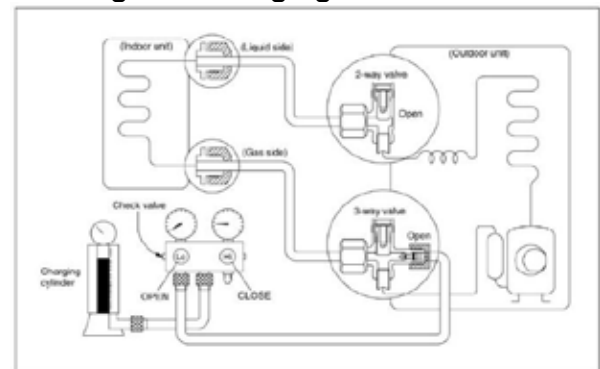 (Indoor unit)
(Liquid side)
(Outdoor unit)
2-way valve
Open
(Gas side)
3-way valve
Open
Check valve
Lo
Hi
Charging
cylinder
OPEN
CLOSE